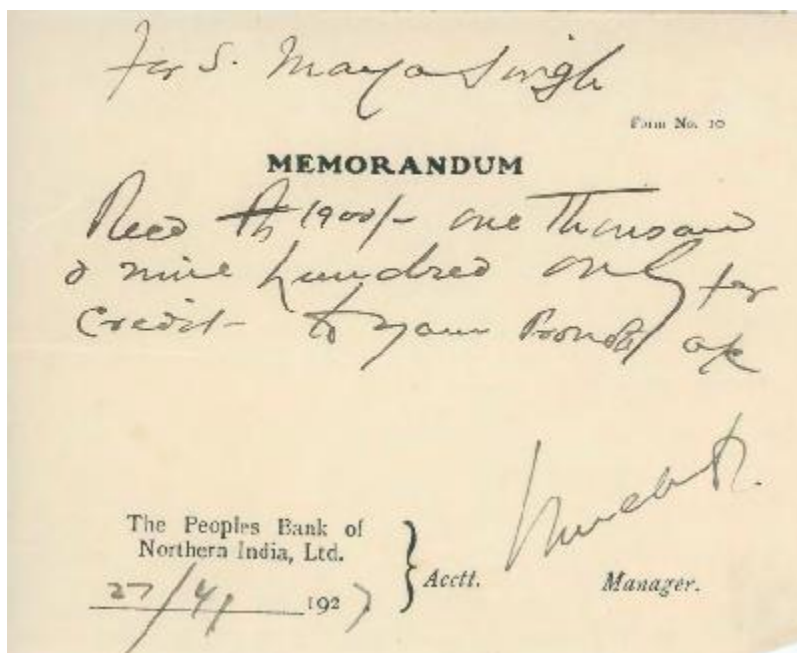 For S. Maya Singh
Form No. 10
MEMORANDUM
Recd Rs 1900/- one Thousand
& nine hundred only for
Credit to your Bonds a/c
The Peoples Bank of
Northern India, Ltd.
27/4/1927
Acctt.
Manager.